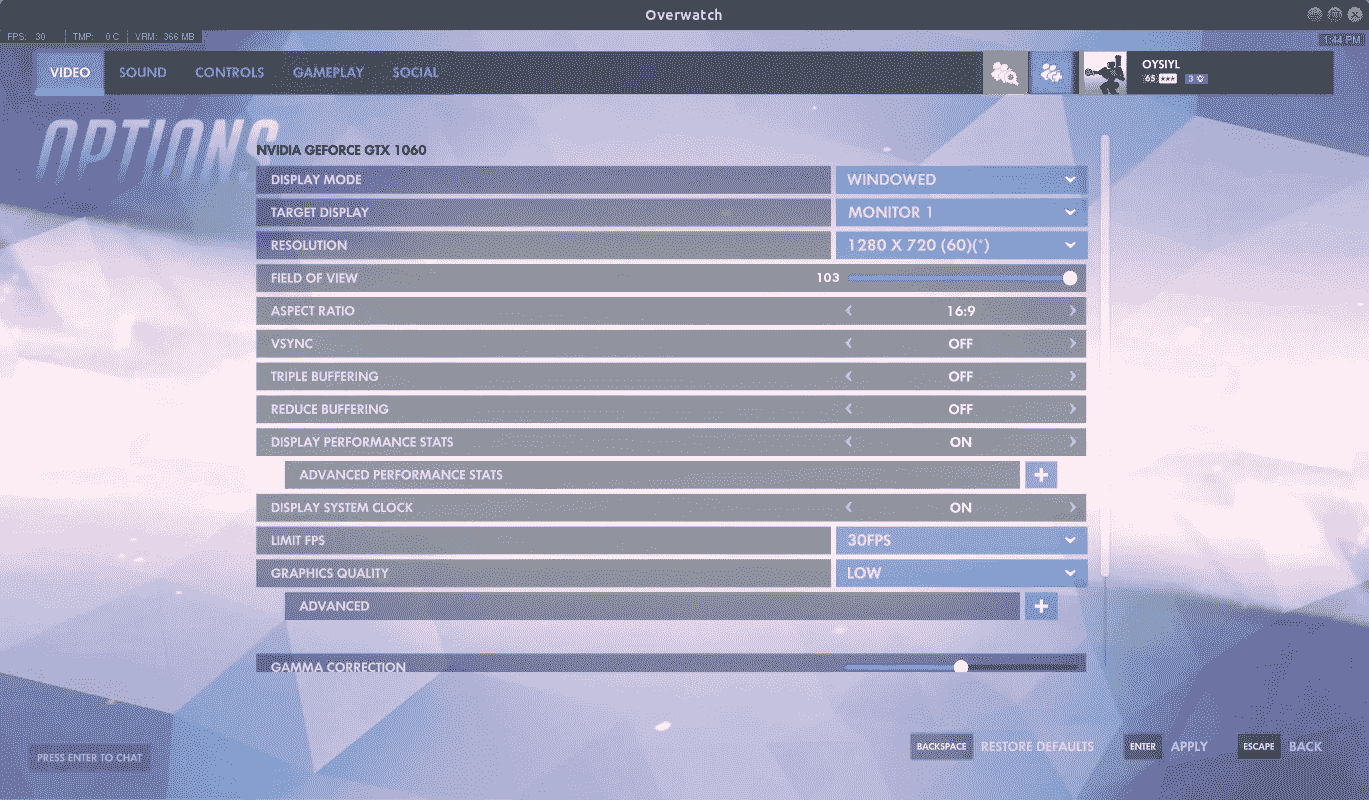 Overwatch
FPS: 30 TMP: 0 C VRM: 366 MB
1:44 PM
VIDEO SOUND CONTROLS GAMEPLAY SOCIAL
OYSIYL
65 3
OPTIONS
NVIDIA GEFORCE GTX 1060
DISPLAY MODE WINDOWED
TARGET DISPLAY MONITOR 1
RESOLUTION 1280 X 720 (60)(*)
FIELD OF VIEW 103
ASPECT RATIO 16:9
VSYNC OFF
TRIPLE BUFFERING OFF
REDUCE BUFFERING OFF
DISPLAY PERFORMANCE STATS ON
ADVANCED PERFORMANCE STATS +
DISPLAY SYSTEM CLOCK ON
LIMIT FPS 30FPS
GRAPHICS QUALITY LOW
ADVANCED +
GAMMA CORRECTION
PRESS ENTER TO CHAT
BACKSPACE RESTORE DEFAULTS ENTER APPLY ESCAPE BACK